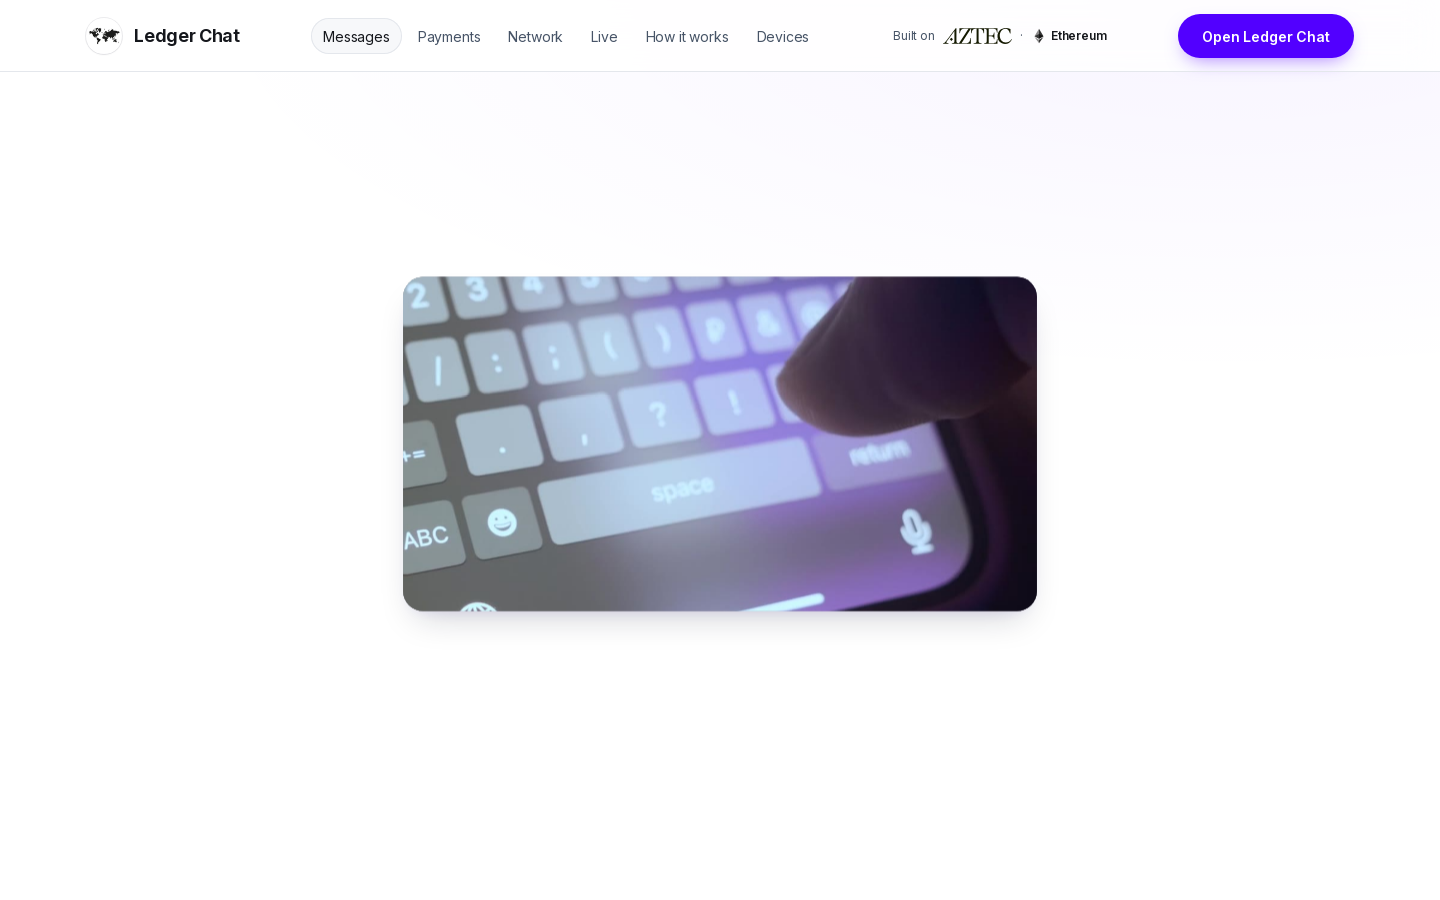 Ledger Chat
Messages
Payments
Network
Live
How it works
Devices
Built on AZTEC · Ethereum
Open Ledger Chat
2 3 4 5
/ : ; ( ) ₽ &
. , ? !
+=
space
return
ABC